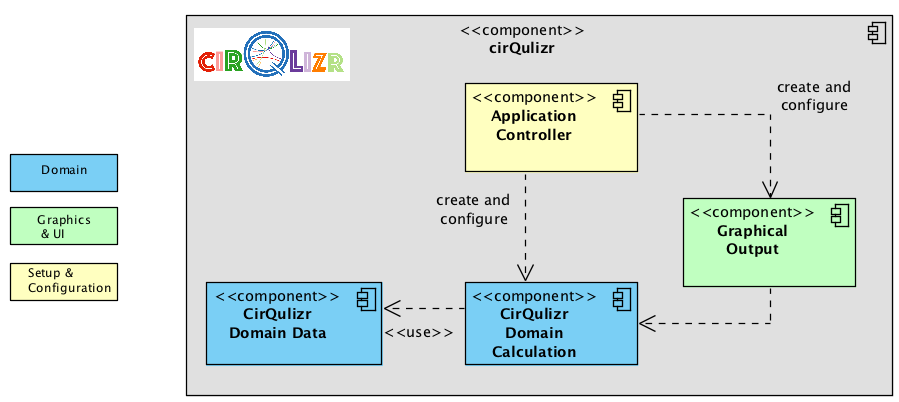 <<component>>
cirQulizr
CIRQLIZR
<<component>>
Application
Controller
create and
configure
Domain
create and
configure
Graphics
& UI
<<component>>
Graphical
Output
Setup &
Configuration
<<component>>
CirQulizr
Domain Data
<<use>>
<<component>>
CirQulizr
Domain
Calculation